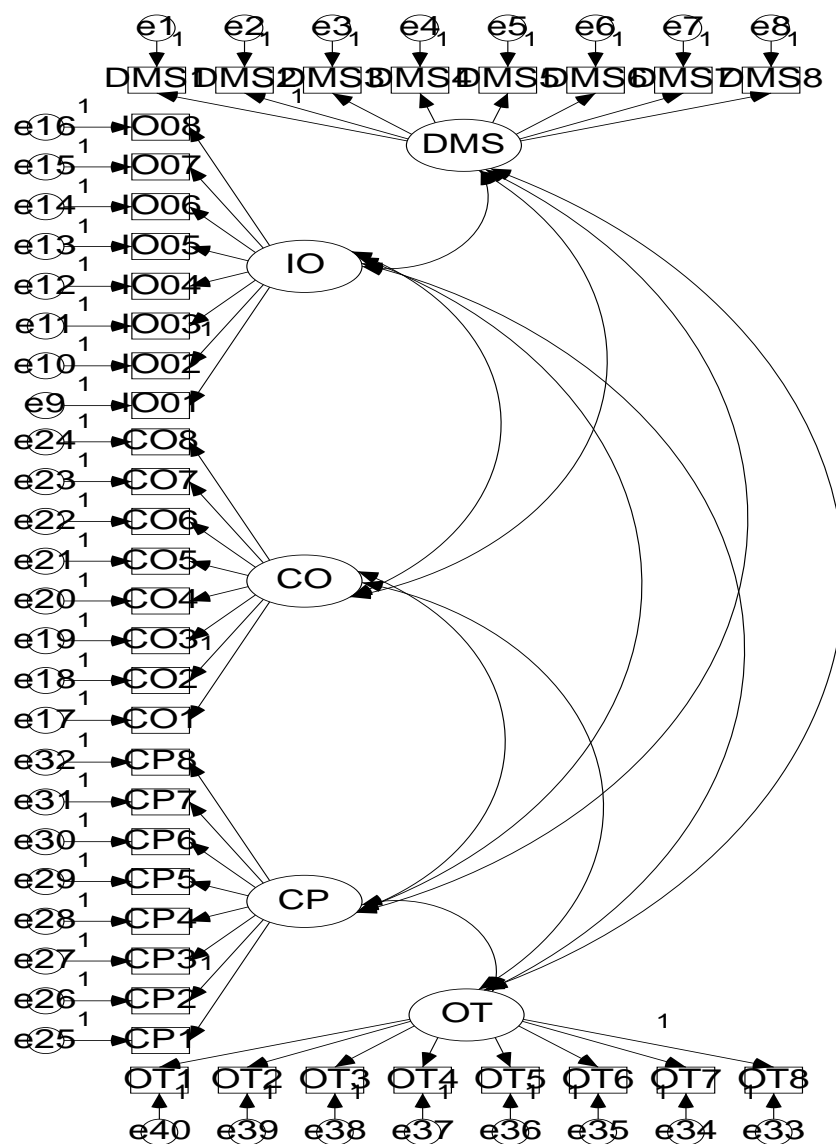 e1 e2 e3 e4 e5 e6 e7 e8
1 1 1 1 1 1 1 1
DMS1 DMS2 DMS3 DMS4 DMS5 DMS6 DMS7 DMS8
1
DMS
e16 1 IO08
e15 1 IO07
e14 1 IO06
e13 1 IO05
IO
e12 1 IO04
e11 1 IO03 1
e10 1 IO02
e9 1 IO01
e24 1 CO8
e23 1 CO7
e22 1 CO6
e21 1 CO5
CO
e20 1 CO4
e19 1 CO3 1
e18 1 CO2
e17 1 CO1
e32 1 CP8
e31 1 CP7
e30 1 CP6
e29 1 CP5
CP
e28 1 CP4
e27 1 CP3 1
e26 1 CP2
e25 1 CP1
OT
1
OT1 OT2 OT3 OT4 OT5 OT6 OT7 OT8
1 1 1 1 1 1 1 1
e40 e39 e38 e37 e36 e35 e34 e33